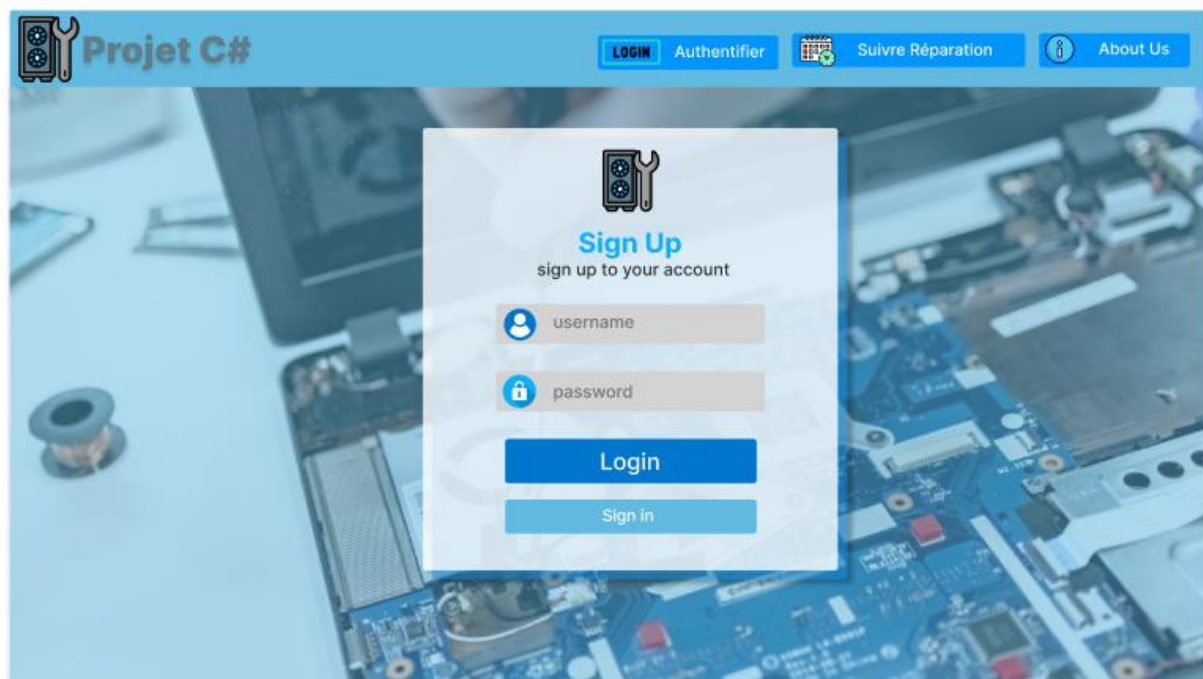 Projet C#
LOGIN Authentifier
Suivre Réparation
About Us
Sign Up
sign up to your account
username
password
Login
Sign in